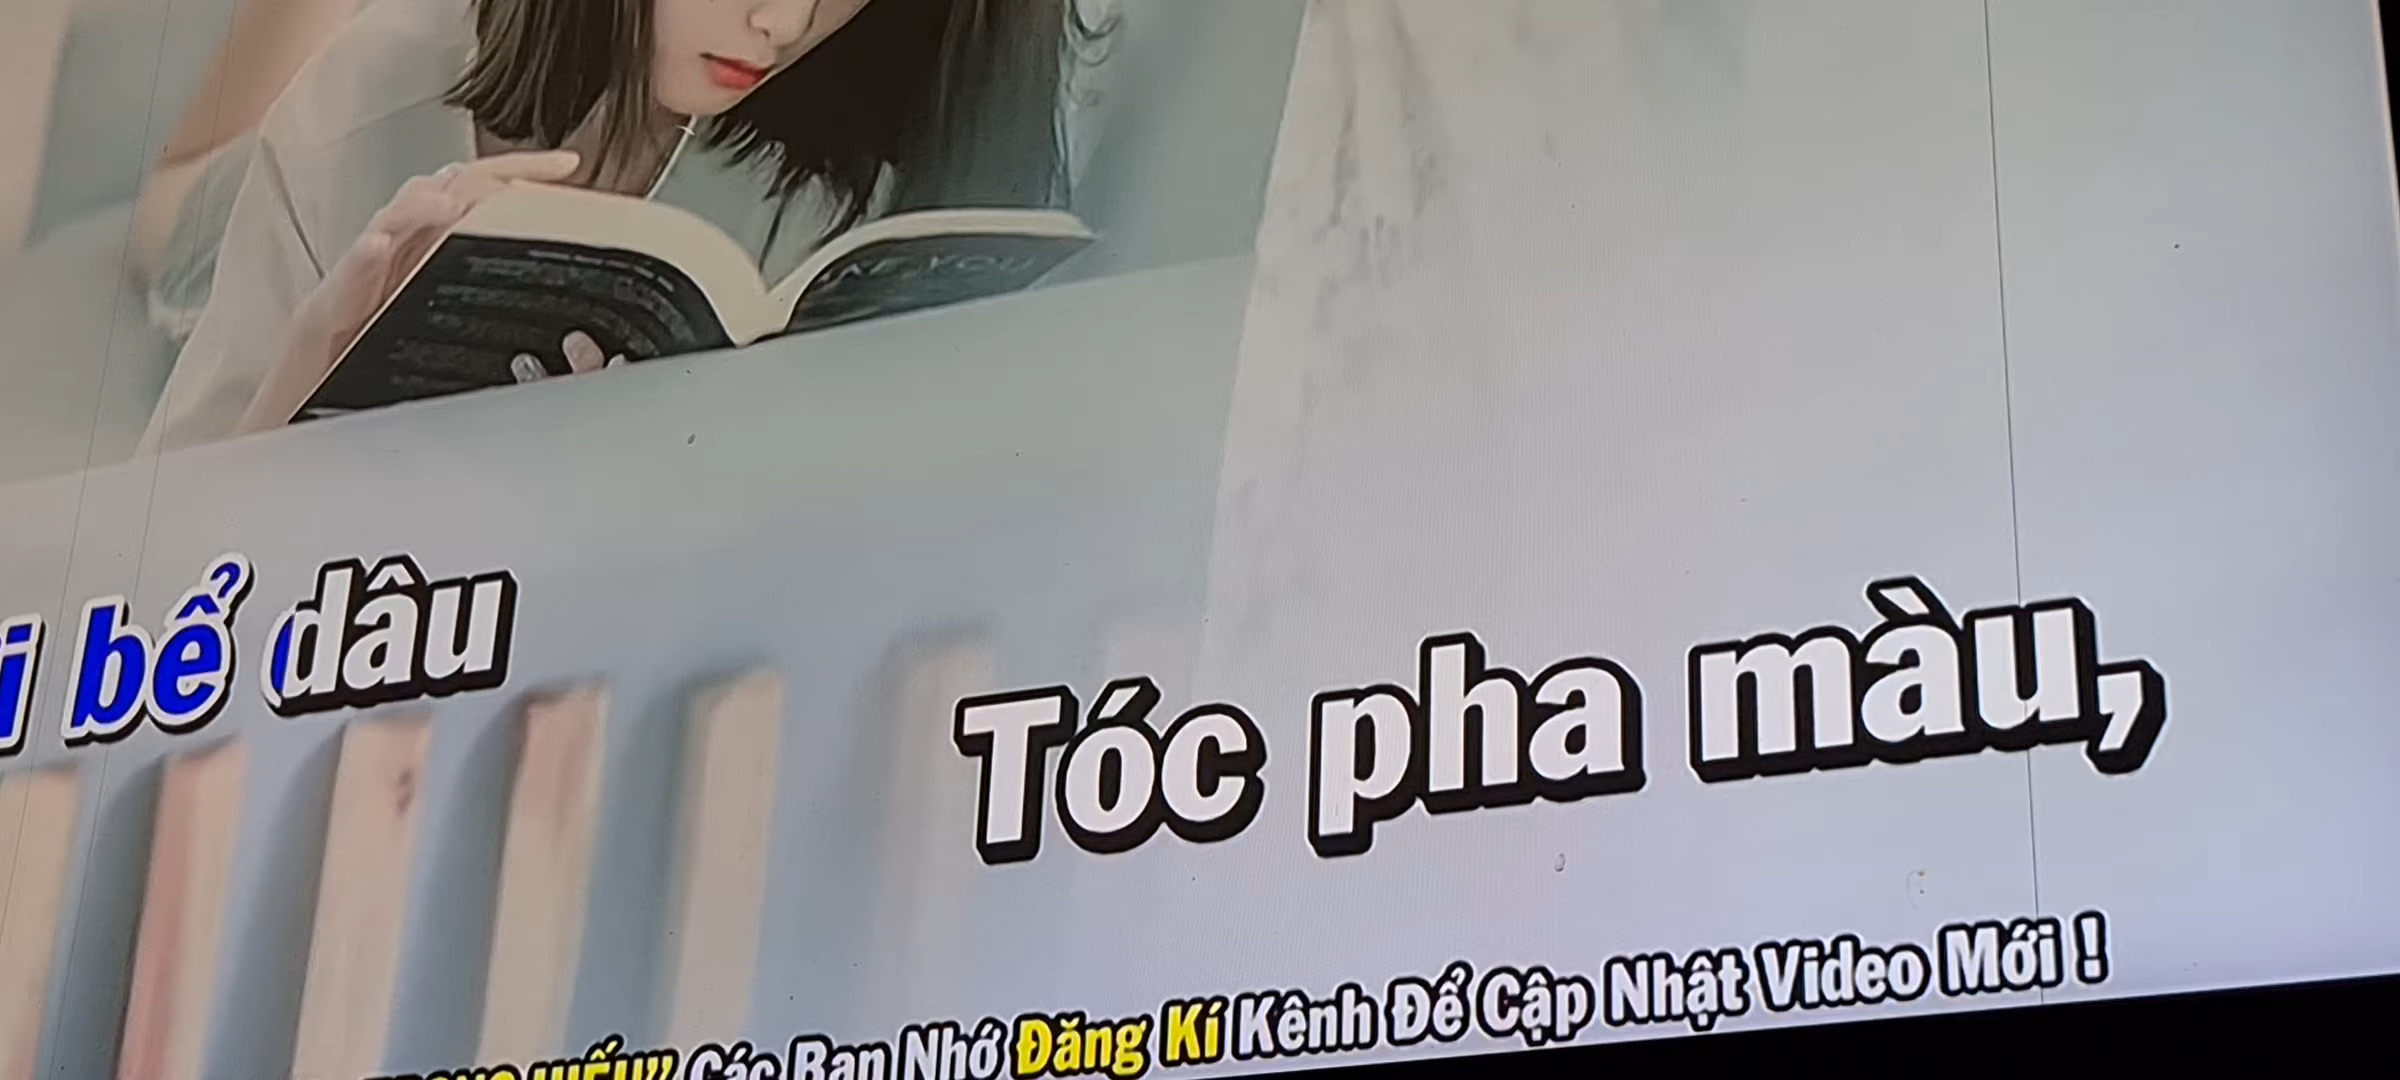 bể dâu
Tóc pha màu,
Các Bạn Nhớ Đăng Kí Kênh Để Cập Nhật Video Mới !